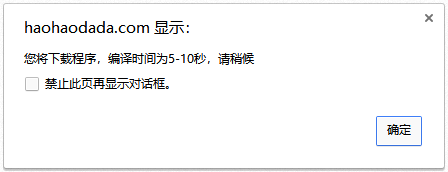 haohaodada.com 显示：
您将下载程序，编译时间为5-10秒，请稍候
禁止此页再显示对话框。
确定